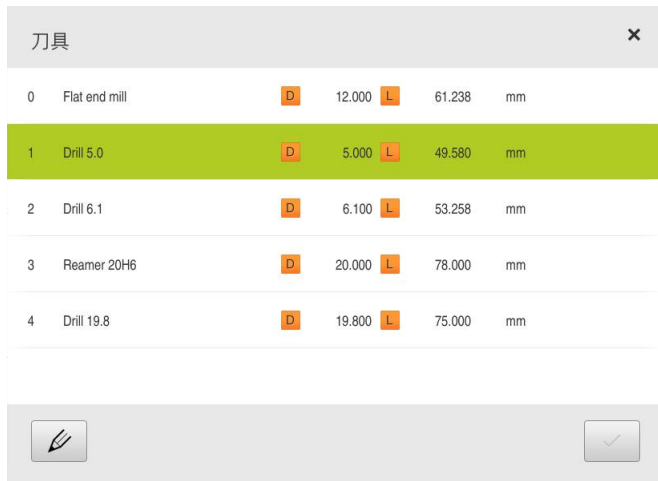 刀具
0 Flat end mill D 12.000 L 61.238 mm
1 Drill 5.0 D 5.000 L 49.580 mm
2 Drill 6.1 D 6.100 L 53.258 mm
3 Reamer 20H6 D 20.000 L 78.000 mm
4 Drill 19.8 D 19.800 L 75.000 mm